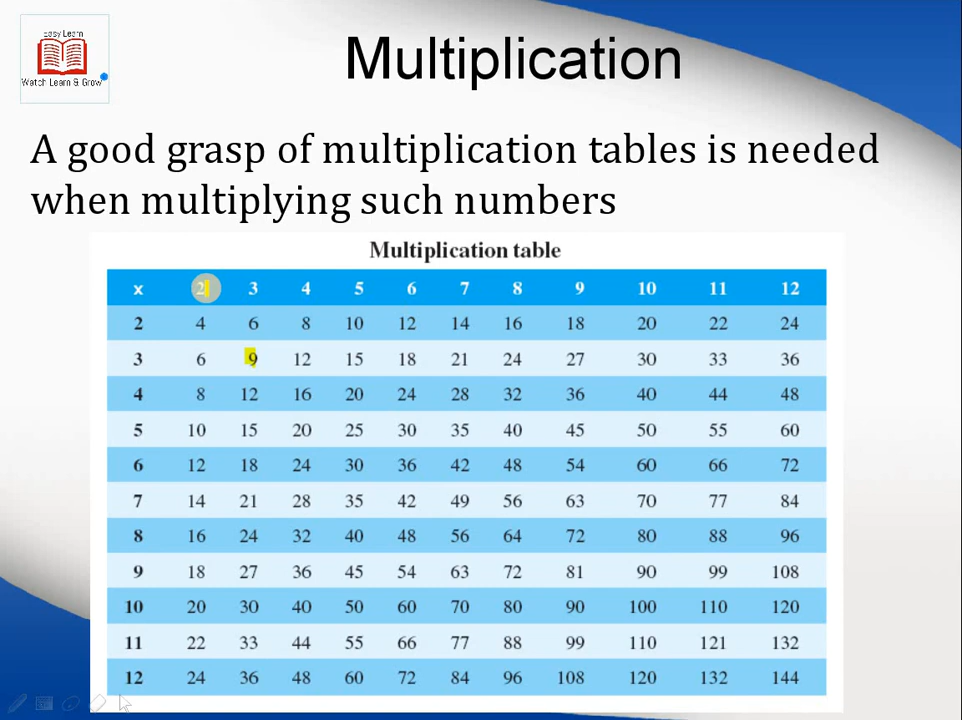 Easy Learn
Watch Learn & Grow
Multiplication
A good grasp of multiplication tables is needed
when multiplying such numbers
Multiplication table
x 2 3 4 5 6 7 8 9 10 11 12
2 4 6 8 10 12 14 16 18 20 22 24
3 6 9 12 15 18 21 24 27 30 33 36
4 8 12 16 20 24 28 32 36 40 44 48
5 10 15 20 25 30 35 40 45 50 55 60
6 12 18 24 30 36 42 48 54 60 66 72
7 14 21 28 35 42 49 56 63 70 77 84
8 16 24 32 40 48 56 64 72 80 88 96
9 18 27 36 45 54 63 72 81 90 99 108
10 20 30 40 50 60 70 80 90 100 110 120
11 22 33 44 55 66 77 88 99 110 121 132
12 24 36 48 60 72 84 96 108 120 132 144